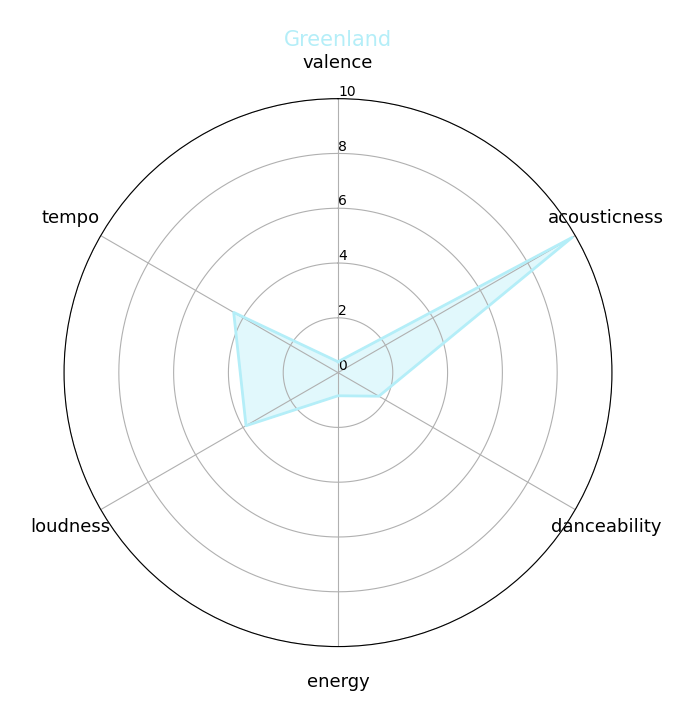 Greenland
valence
10
8
6
4
2
0
tempo
acousticness
loudness
danceability
energy